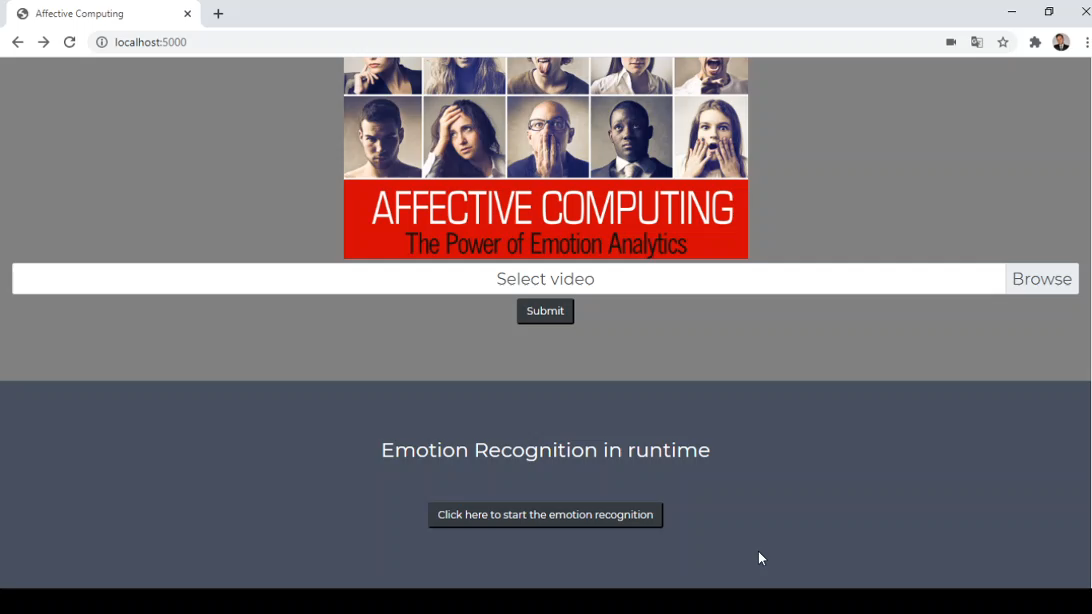 Affective Computing
localhost:5000
AFFECTIVE COMPUTING
The Power of Emotion Analytics
Select video
Browse
Submit
Emotion Recognition in runtime
Click here to start the emotion recognition